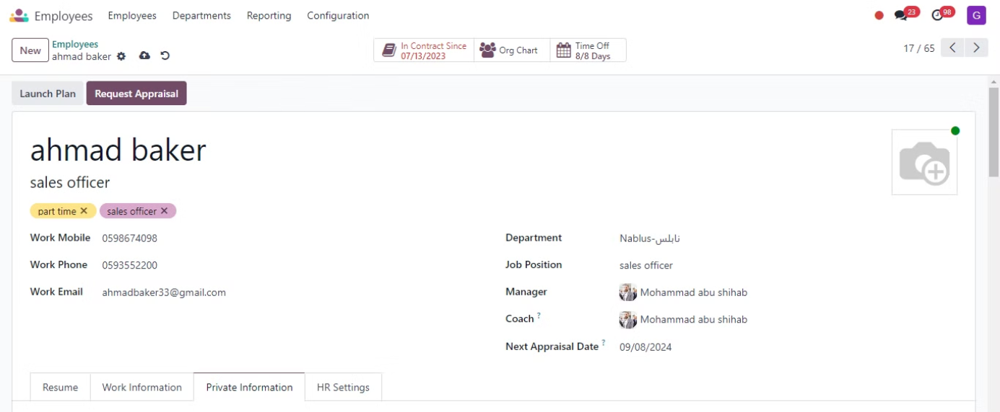 Employees Employees Departments Reporting Configuration 23 98 G
New Employees
ahmad baker
In Contract Since
07/13/2023
Org Chart
Time Off
8/8 Days
17 / 65
Launch Plan Request Appraisal
ahmad baker
sales officer
part time sales officer
Work Mobile 0598674098
Department Nablus-نابلس
Work Phone 0593552200
Job Position sales officer
Work Email ahmadbaker33@gmail.com
Manager Mohammad abu shihab
Coach ? Mohammad abu shihab
Next Appraisal Date ? 09/08/2024
Resume Work Information Private Information HR Settings